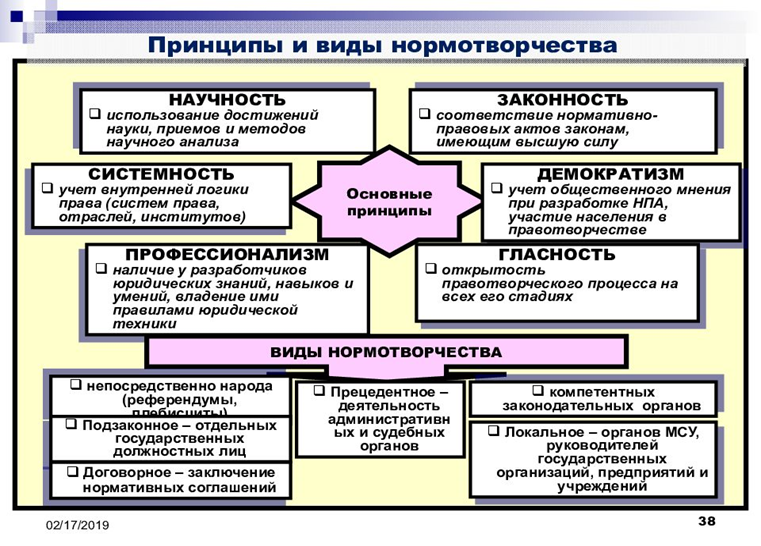 Принципы и виды нормотворчества
НАУЧНОСТЬ
❑ использование достижений
науки, приемов и методов
научного анализа
ЗАКОННОСТЬ
❑ соответствие нормативно-
правовых актов законам,
имеющим высшую силу
СИСТЕМНОСТЬ
❑ учет внутренней логики
права (систем права,
отраслей, институтов)
Основные
принципы
ДЕМОКРАТИЗМ
❑ учет общественного мнения
при разработке НПА,
участие населения в
правотворчестве
ПРОФЕССИОНАЛИЗМ
❑ наличие у разработчиков
юридических знаний, навыков и
умений, владение ими
правилами юридической
техники
ГЛАСНОСТЬ
❑ открытость
правотворческого процесса на
всех его стадиях
ВИДЫ НОРМОТВОРЧЕСТВА
❑ непосредственно народа
(референдумы,
плебисциты)
❑ Подзаконное – отдельных
государственных
должностных лиц
❑ Договорное – заключение
нормативных соглашений
❑ Прецедентное –
деятельность
административн
ых и судебных
органов
❑ компетентных
законодательных органов
❑ Локальное – органов МСУ,
руководителей
государственных
организаций, предприятий и
учреждений
02/17/2019
38